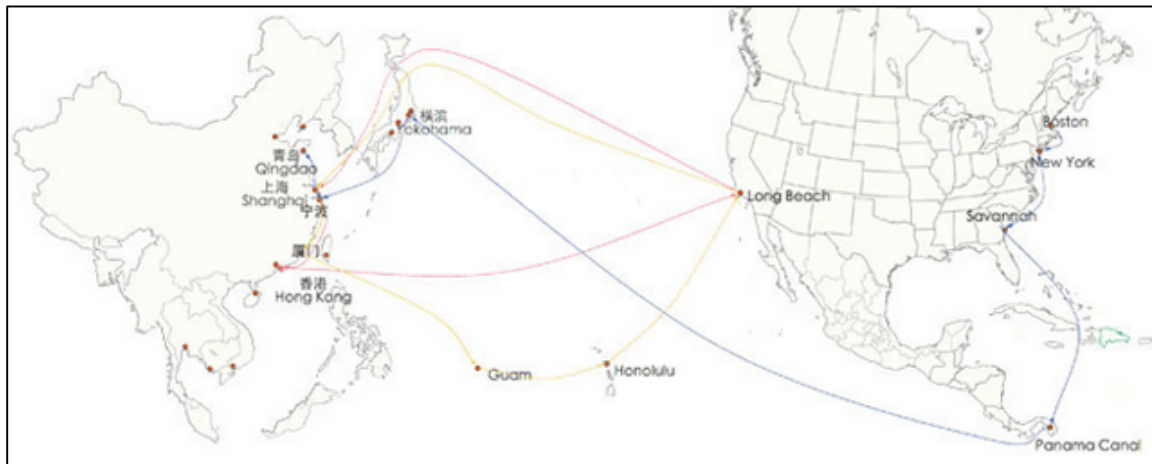 横滨
Yokohama
青岛
Qingdao
上海
Shanghai
宁波
厦门
香港
Hong Kang
Guam
Honolulu
Long Beach
Boston
New York
Savannah
Panama Canal